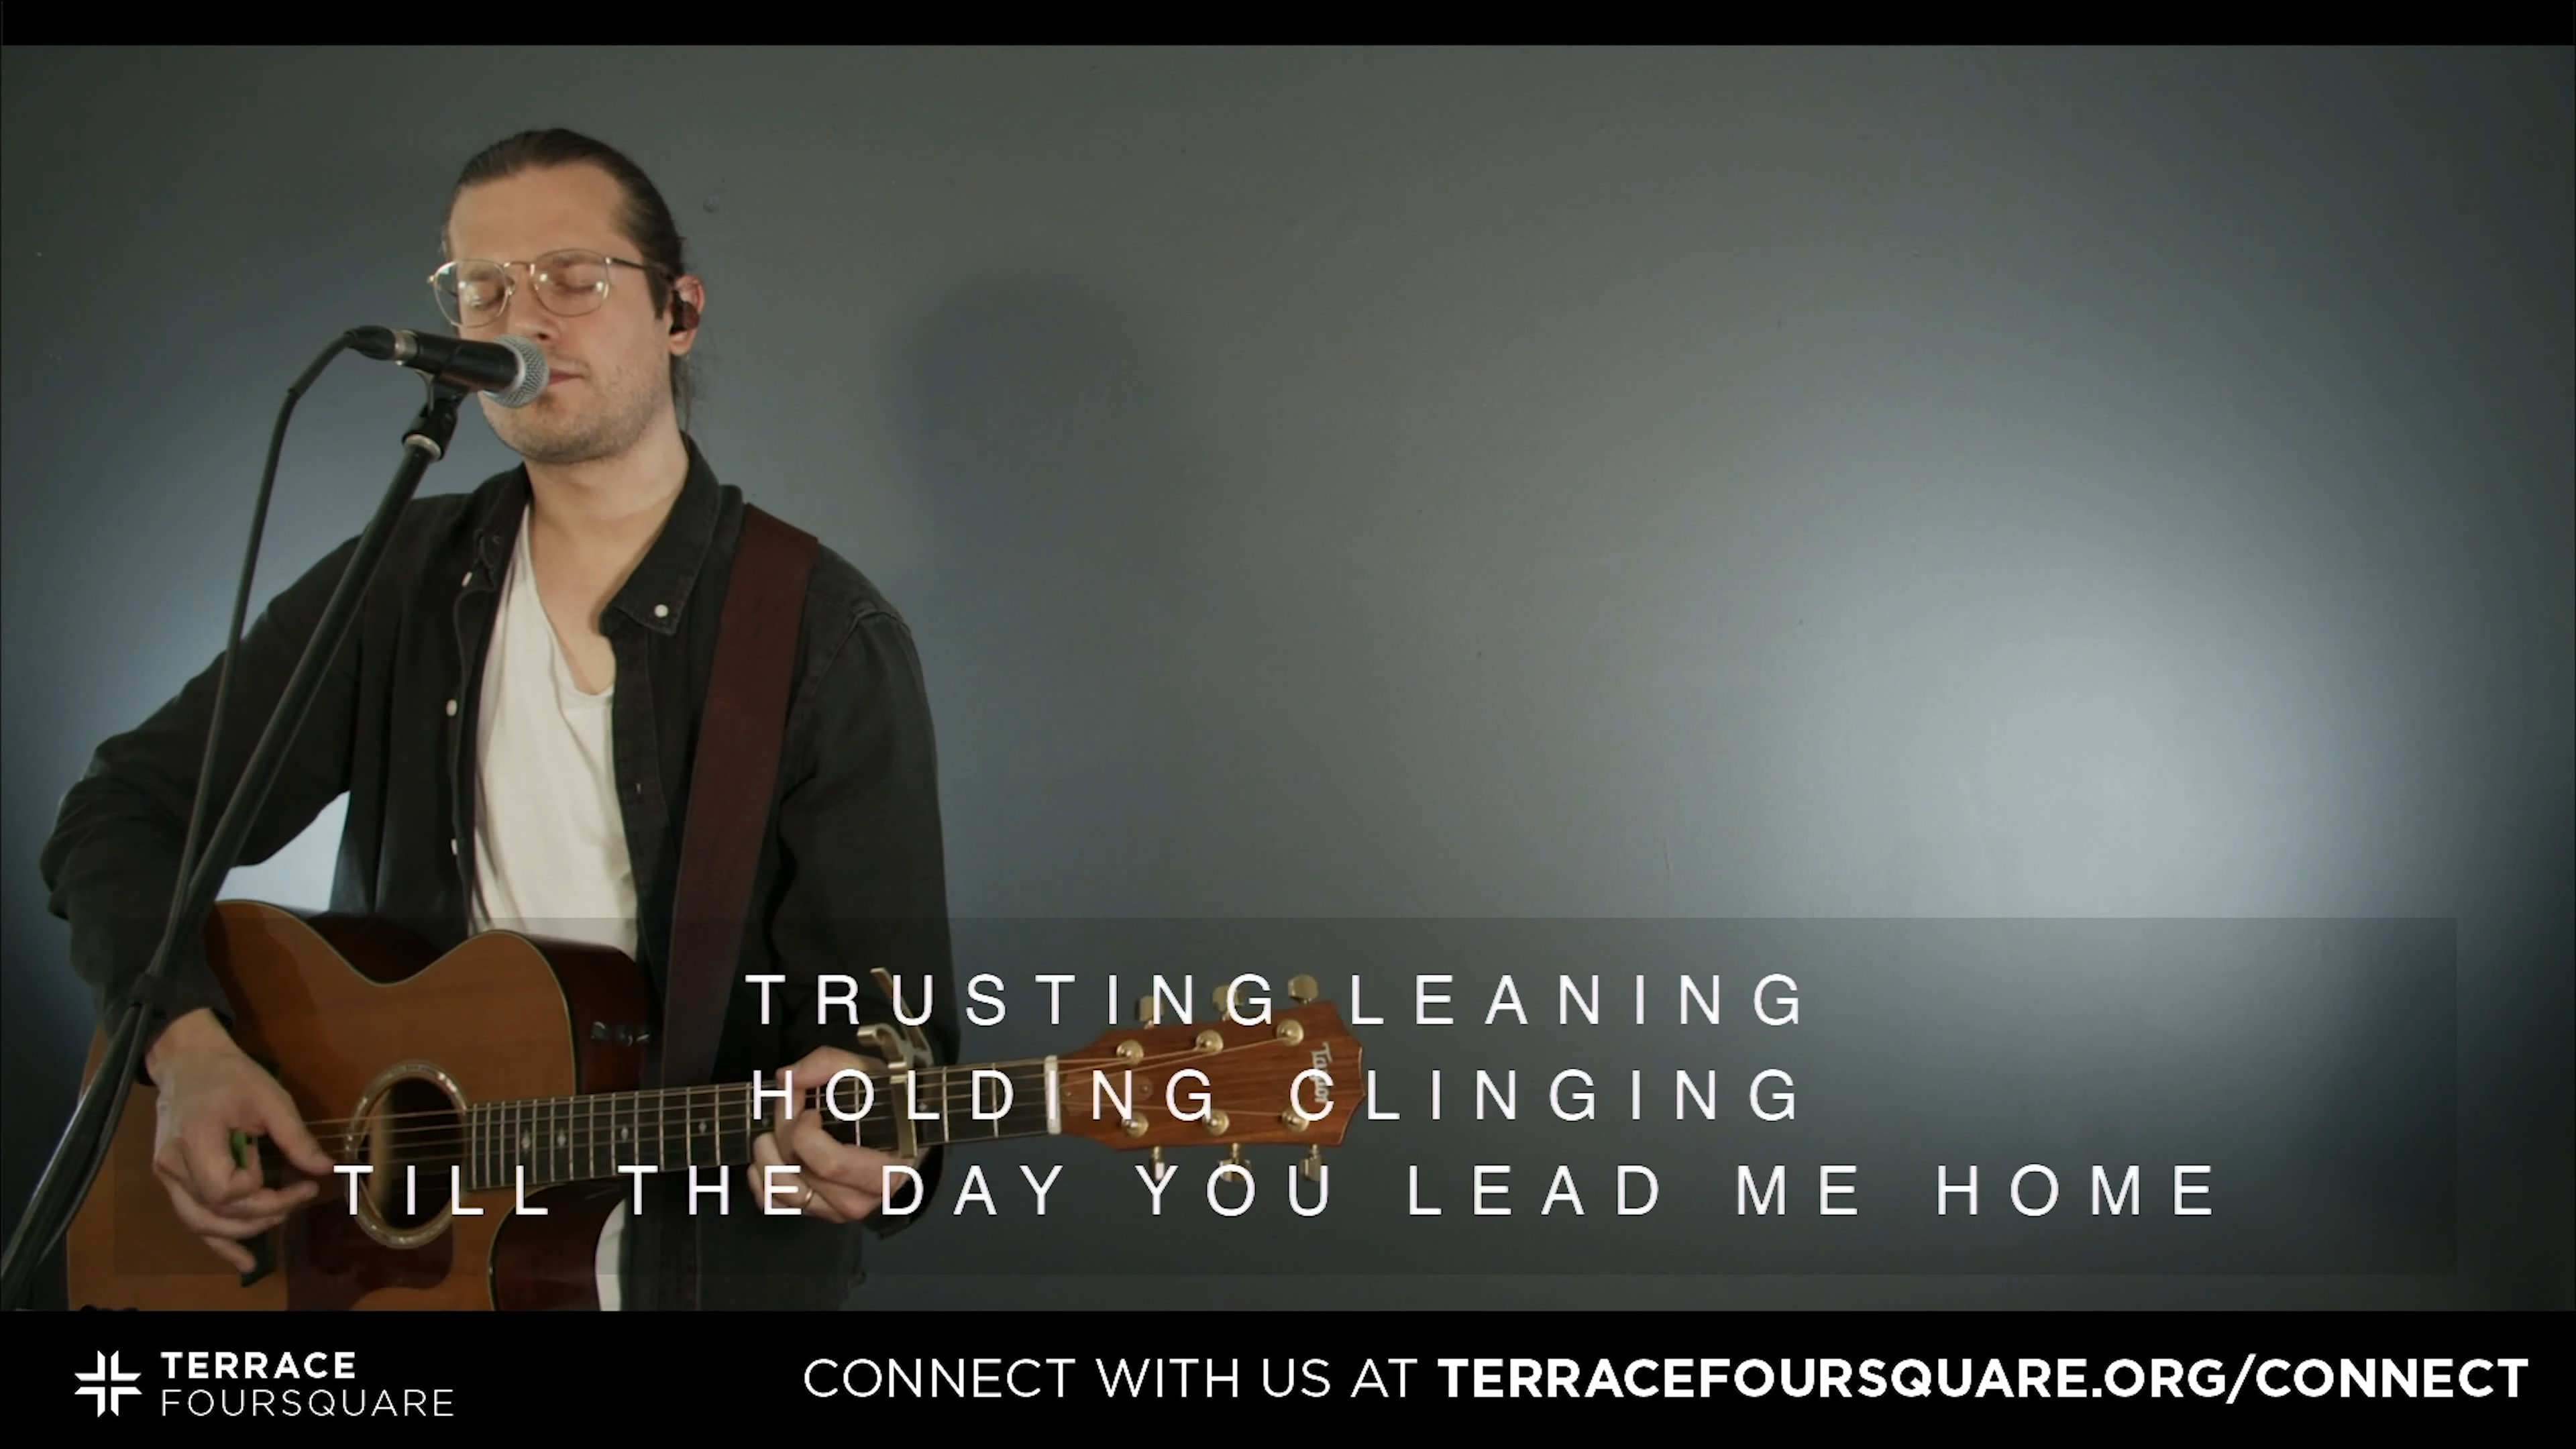 TRUSTING LEANING
HOLDING CLINGING
TILL THE DAY YOU LEAD ME HOME
Taylor
TERRACE
FOURSQUARE
CONNECT WITH US AT TERRACEFOURSQUARE.ORG/CONNECT